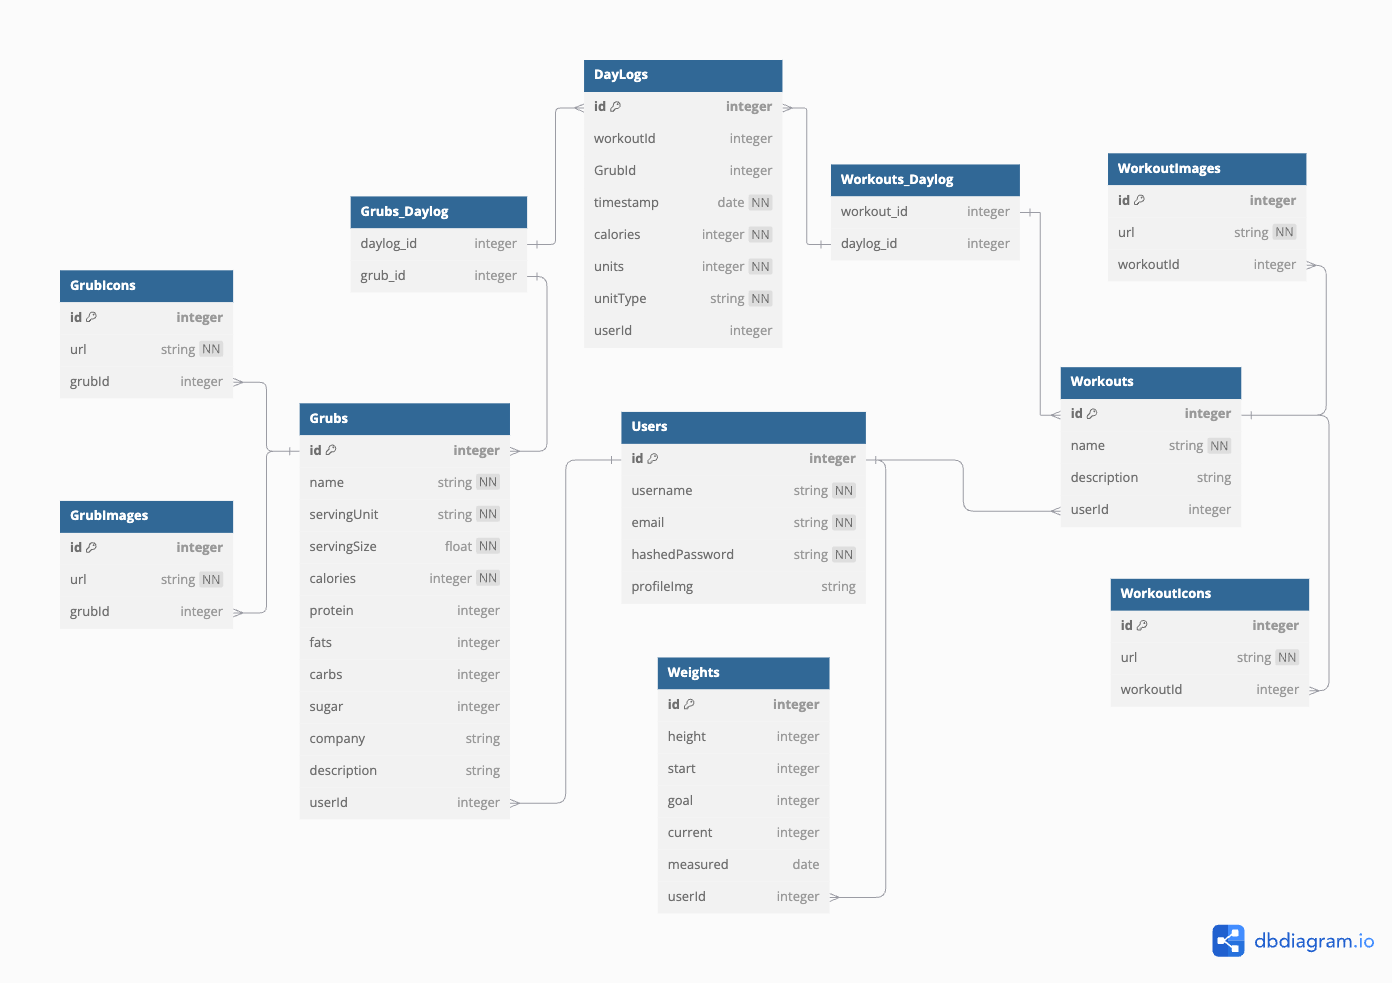 DayLogs
id integer
workoutId integer
GrubId integer
timestamp date NN
calories integer NN
units integer NN
unitType string NN
userId integer
Workouts_Daylog
workout_id integer
daylog_id integer
WorkoutImages
id integer
url string NN
workoutId integer
Grubs_Daylog
daylog_id integer
grub_id integer
GrubIcons
id integer
url string NN
grubId integer
Grubs
id integer
name string NN
servingUnit string NN
servingSize float NN
calories integer NN
protein integer
fats integer
carbs integer
sugar integer
company string
description string
userId integer
Users
id integer
username string NN
email string NN
hashedPassword string NN
profileImg string
Workouts
id integer
name string NN
description string
userId integer
GrubImages
id integer
url string NN
grubId integer
WorkoutIcons
id integer
url string NN
workoutId integer
Weights
id integer
height integer
start integer
goal integer
current integer
measured date
userId integer
dbdiagram.io